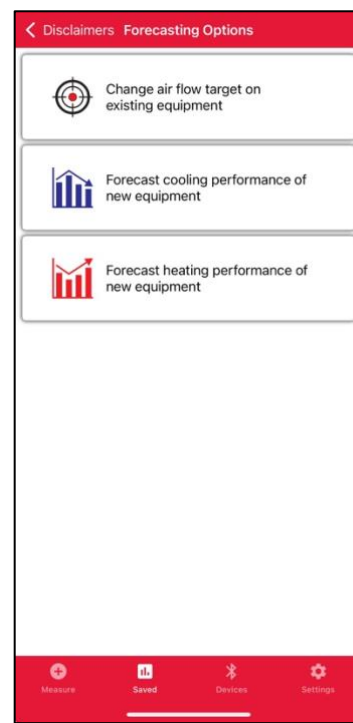 Disclaimers Forecasting Options
Change air flow target on
existing equipment
Forecast cooling performance of
new equipment
Forecast heating performance of
new equipment
Measure Saved Devices Settings